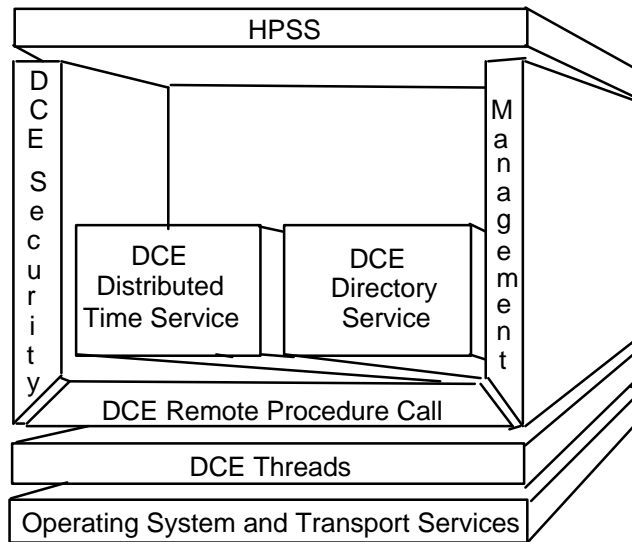 HPSS
DCE Security
Management
DCE
Distributed
Time Service
DCE
Directory
Service
DCE Remote Procedure Call
DCE Threads
Operating System and Transport Services